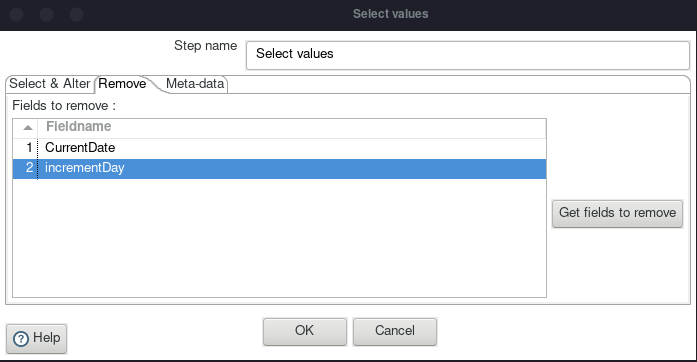 Select values
Step name Select values
Select & Alter Remove Meta-data
Fields to remove :
Fieldname
1 CurrentDate
2 incrementDay
Get fields to remove
OK Cancel
? Help